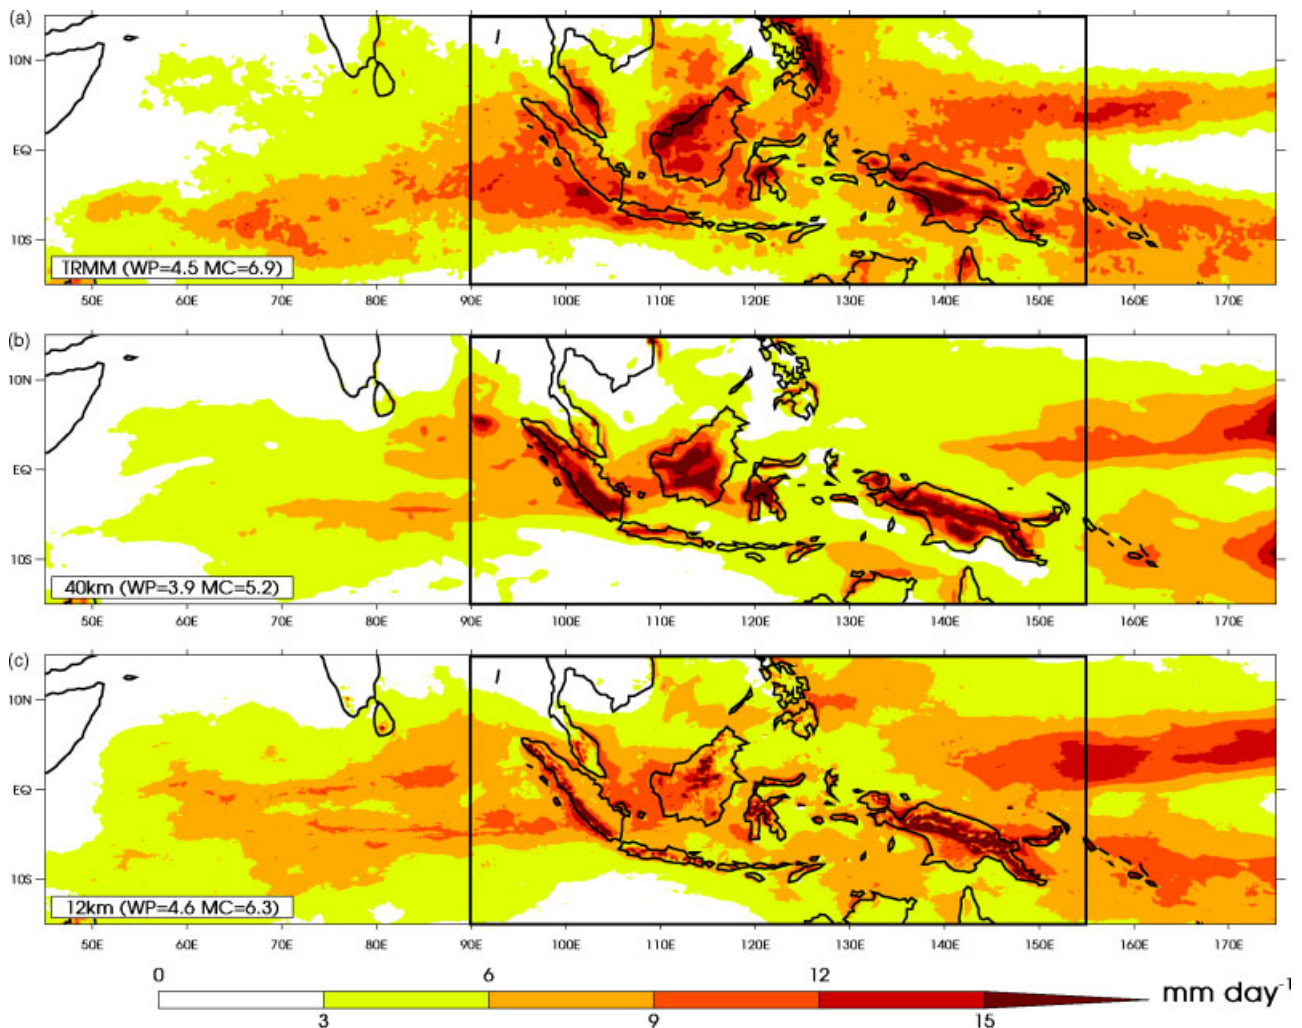 (a)
10N
EQ
10S
TRMM (WP=4.5 MC=6.9)
50E 60E 70E 80E 90E 100E 110E 120E 130E 140E 150E 160E 170E
(b)
10N
EQ
10S
40km (WP=3.9 MC=5.2)
50E 60E 70E 80E 90E 100E 110E 120E 130E 140E 150E 160E 170E
(c)
10N
EQ
10S
12km (WP=4.6 MC=6.3)
50E 60E 70E 80E 90E 100E 110E 120E 130E 140E 150E 160E 170E
0 6 12
mm day⁻¹
3 9 15